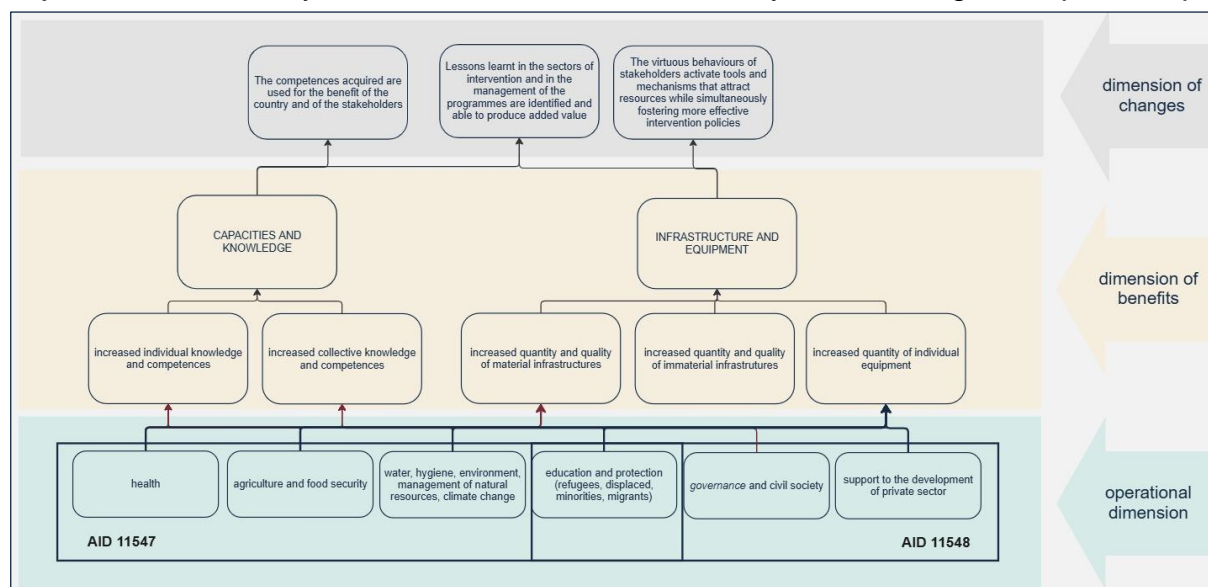 The competences acquired are
used for the benefit of the
country and of the stakeholders
Lessons learnt in the sectors of
intervention and in the
management of the
programmes are identified and
able to produce added value
The virtuous behaviours of
stakeholders activate tools and
mechanisms that attract
resources while simultaneously
fostering more effective
intervention policies
dimension of
changes
CAPACITIES AND
KNOWLEDGE
INFRASTRUCTURE AND
EQUIPMENT
dimension of
benefits
increased individual knowledge
and competences
increased collective knowledge
and competences
increased quantity and quality
of material infrastructures
increased quantity and quality
of immaterial infrastrutures
increased quantity of individual
equipment
health
agriculture and food security
water, hygiene, environment,
management of natural
resources, climate change
education and protection
(refugees, displaced,
minorities, migrants)
governance and civil society
support to the development
of private sector
operational
dimension
AID 11547
AID 11548